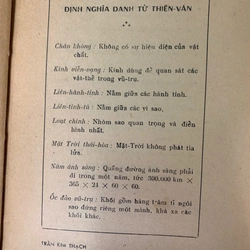 ĐỊNH NGHĨA DANH TỪ THIÊN-VĂN
Chân không : Không có sự hiện diện của vật
chất.
Kính viễn-vọng : Kính dùng để quan sát các
vật-thể trong vũ-trụ.
Liên-hành-tinh : Nằm giữa các hành tinh.
Liên-tinh-tú : Nằm giữa các vì sao.
Loạt chính : Nhóm sao quan trọng và điển
hình nhất.
Mặt Trời thái-hòa : Mặt-Trời không phát tia
lửa.
Năm ánh sáng : Quãng đường ánh sáng phải
đi trong một năm, tức 300.000 km ×
365 × 24 × 60 × 60.
Ốc đảo vũ-trụ : Khối gồm hàng trăm tỉ ngôi
sao đứng riêng một mình, khá xa các
khối khác.
TRẦN KIM THẠCH